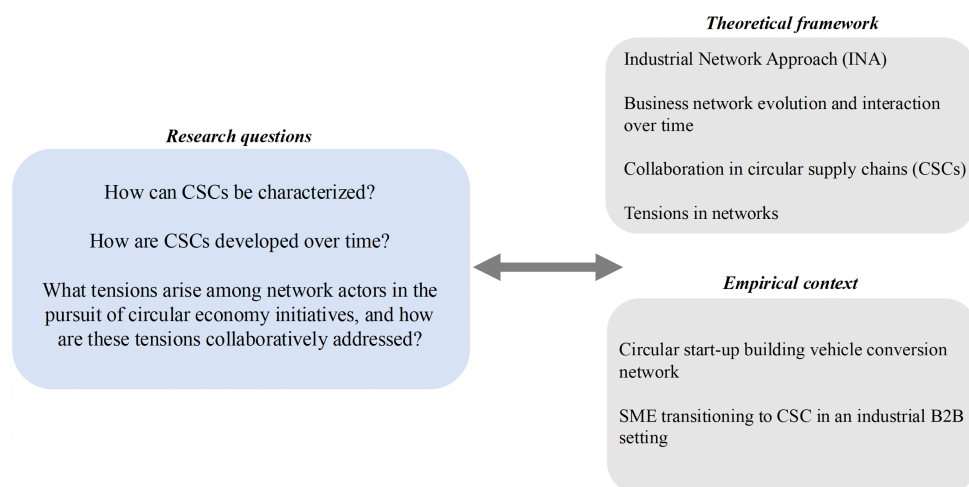 Research questions
How can CSCs be characterized?
How are CSCs developed over time?
What tensions arise among network actors in the
pursuit of circular economy initiatives, and how
are these tensions collaboratively addressed?
Theoretical framework
Industrial Network Approach (INA)
Business network evolution and interaction
over time
Collaboration in circular supply chains (CSCs)
Tensions in networks
Empirical context
Circular start-up building vehicle conversion
network
SME transitioning to CSC in an industrial B2B
setting